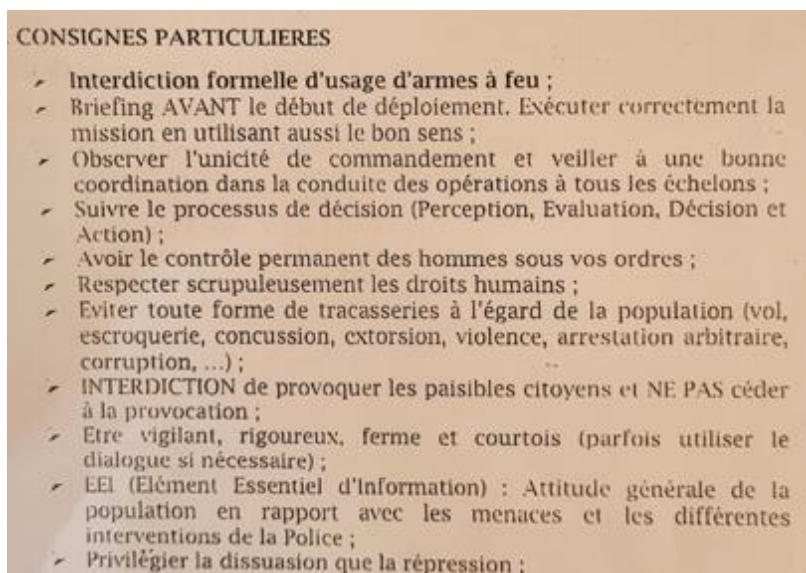 CONSIGNES PARTICULIERES
➢ Interdiction formelle d'usage d'armes à feu ;
➢ Briefing AVANT le début de déploiement. Exécuter correctement la
mission en utilisant aussi le bon sens ;
➢ Observer l'unicité de commandement et veiller à une bonne
coordination dans la conduite des opérations à tous les échelons ;
➢ Suivre le processus de décision (Perception, Evaluation, Décision et
Action) ;
➢ Avoir le contrôle permanent des hommes sous vos ordres ;
➢ Respecter scrupuleusement les droits humains ;
➢ Eviter toute forme de tracasseries à l'égard de la population (vol,
escroquerie, concussion, extorsion, violence, arrestation arbitraire,
corruption, ...) ;
➢ INTERDICTION de provoquer les paisibles citoyens et NE PAS céder
à la provocation ;
➢ Etre vigilant, rigoureux, ferme et courtois (parfois utiliser le
dialogue si nécessaire) ;
➢ EEI (Elément Essentiel d'Information) : Attitude générale de la
population en rapport avec les menaces et les différentes
interventions de la Police ;
➢ Privilégier la dissuasion que la répression ;